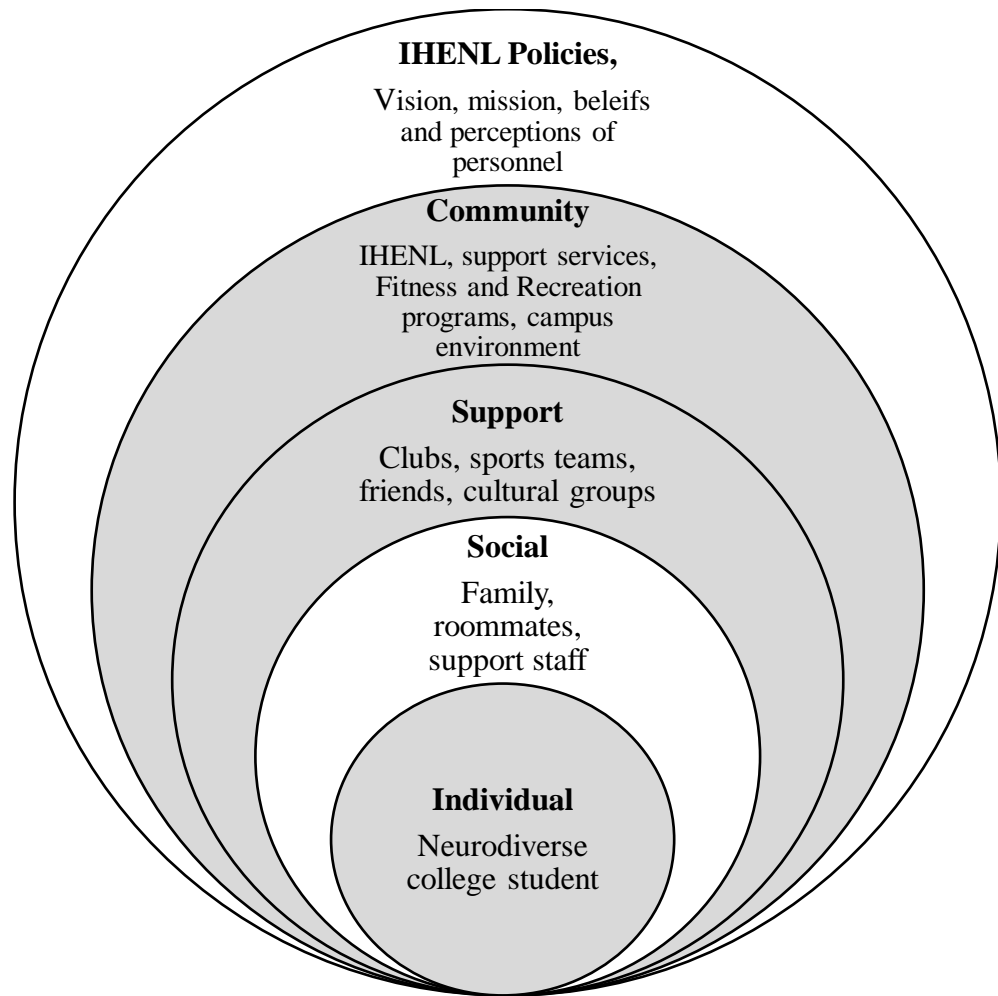 IHENL Policies,
Vision, mission, beleifs
and perceptions of
personnel
Community
IHENL, support services,
Fitness and Recreation
programs, campus
environment
Support
Clubs, sports teams,
friends, cultural groups
Social
Family,
roommates,
support staff
Individual
Neurodiverse
college student